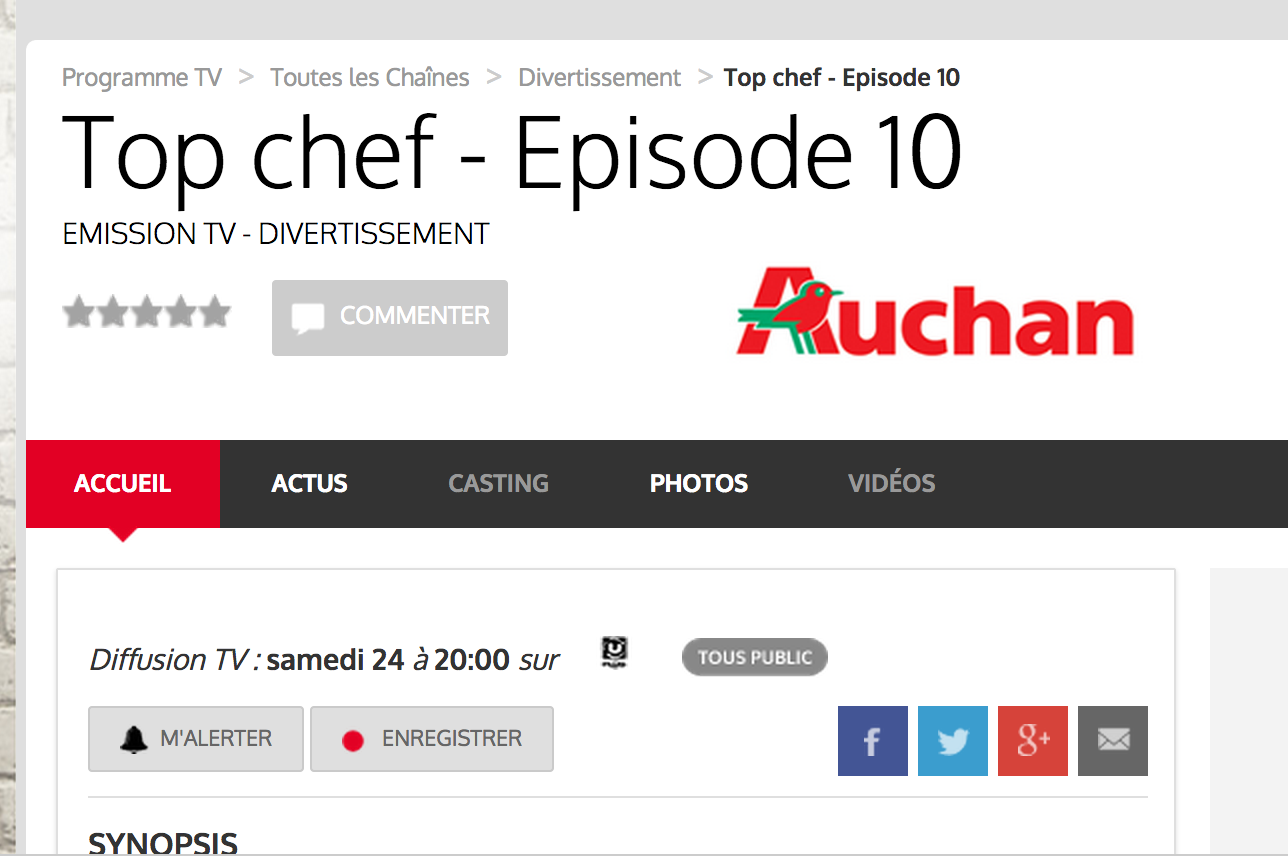 Programme TV > Toutes les Chaînes > Divertissement > Top chef - Episode 10
Top chef - Episode 10
EMISSION TV - DIVERTISSEMENT
COMMENTER
Auchan
ACCUEIL ACTUS CASTING PHOTOS VIDÉOS
Diffusion TV : samedi 24 à 20:00 sur
TOUS PUBLIC
M'ALERTER ENREGISTRER
f g+
SYNOPSIS